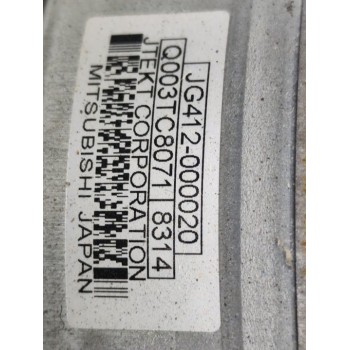 JG412-000020
Q003TC8071 8314
JTEKT CORPORATION
MITSUBISHI JAPAN